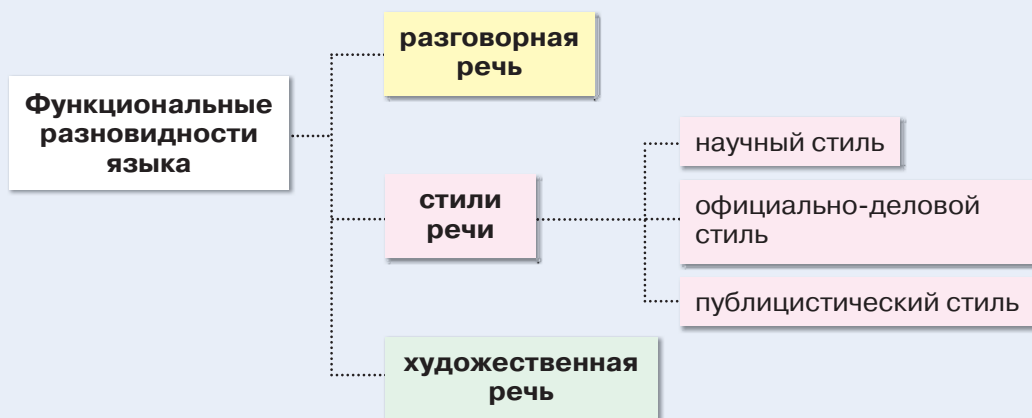 Функциональные
разновидности
языка
разговорная
речь
стили
речи
научный стиль
официально-деловой
стиль
публицистический стиль
художественная
речь